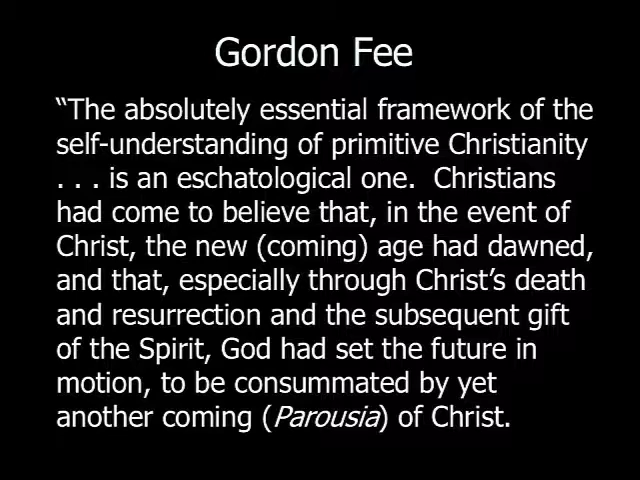 Gordon Fee
“The absolutely essential framework of the
self-understanding of primitive Christianity
. . . is an eschatological one.  Christians
had come to believe that, in the event of
Christ, the new (coming) age had dawned,
and that, especially through Christ’s death
and resurrection and the subsequent gift
of the Spirit, God had set the future in
motion, to be consummated by yet
another coming (Parousia) of Christ.